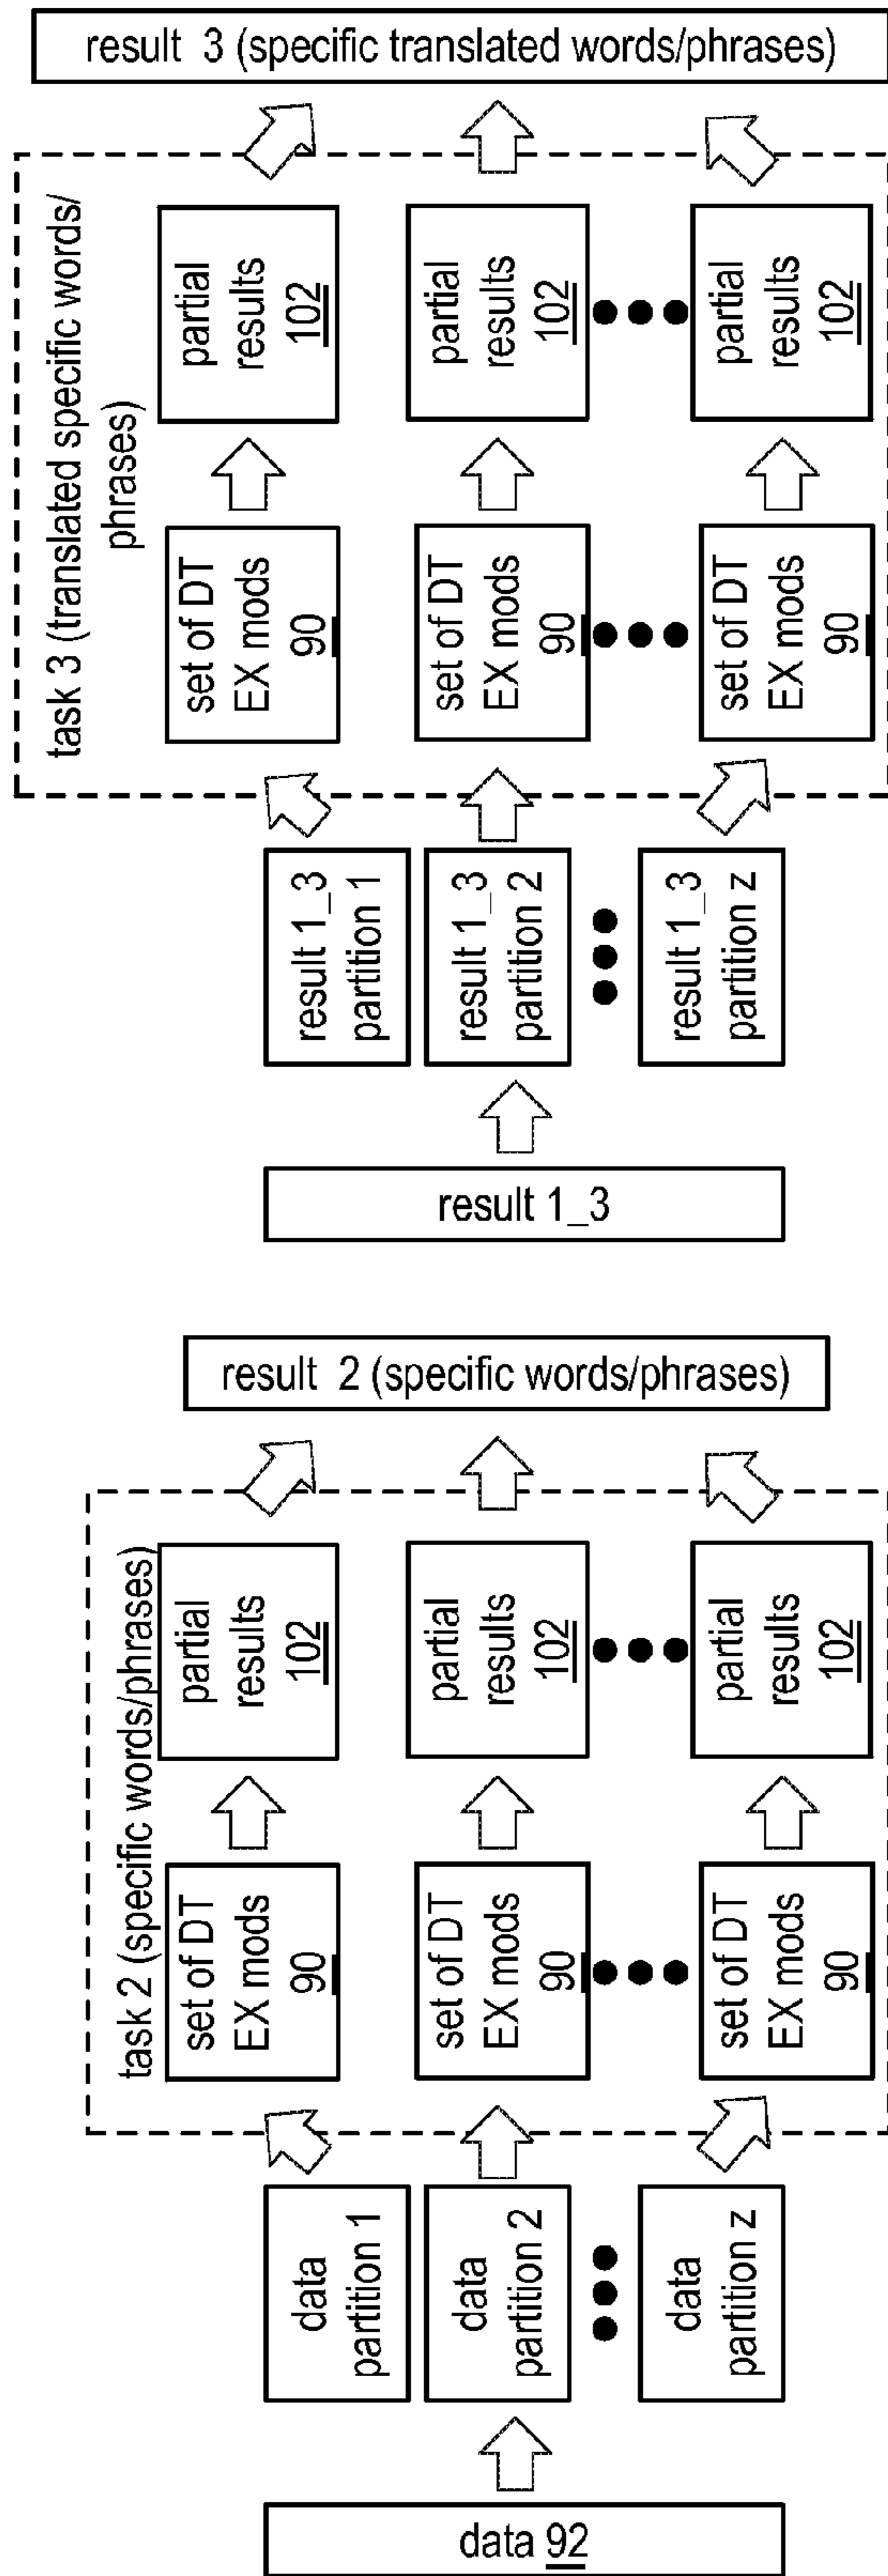 data 92
data
partition 1
data
partition 2
data
partition z
task 2 (specific words/phrases)
set of DT
EX mods
90
set of DT
EX mods
90
set of DT
EX mods
90
partial
results
102
partial
results
102
partial
results
102
result 2 (specific words/phrases)
result 1_3
result 1_3
partition 1
result 1_3
partition 2
result 1_3
partition z
task 3 (translated specific words/
phrases)
set of DT
EX mods
90
set of DT
EX mods
90
set of DT
EX mods
90
partial
results
102
partial
results
102
partial
results
102
result 3 (specific translated words/phrases)